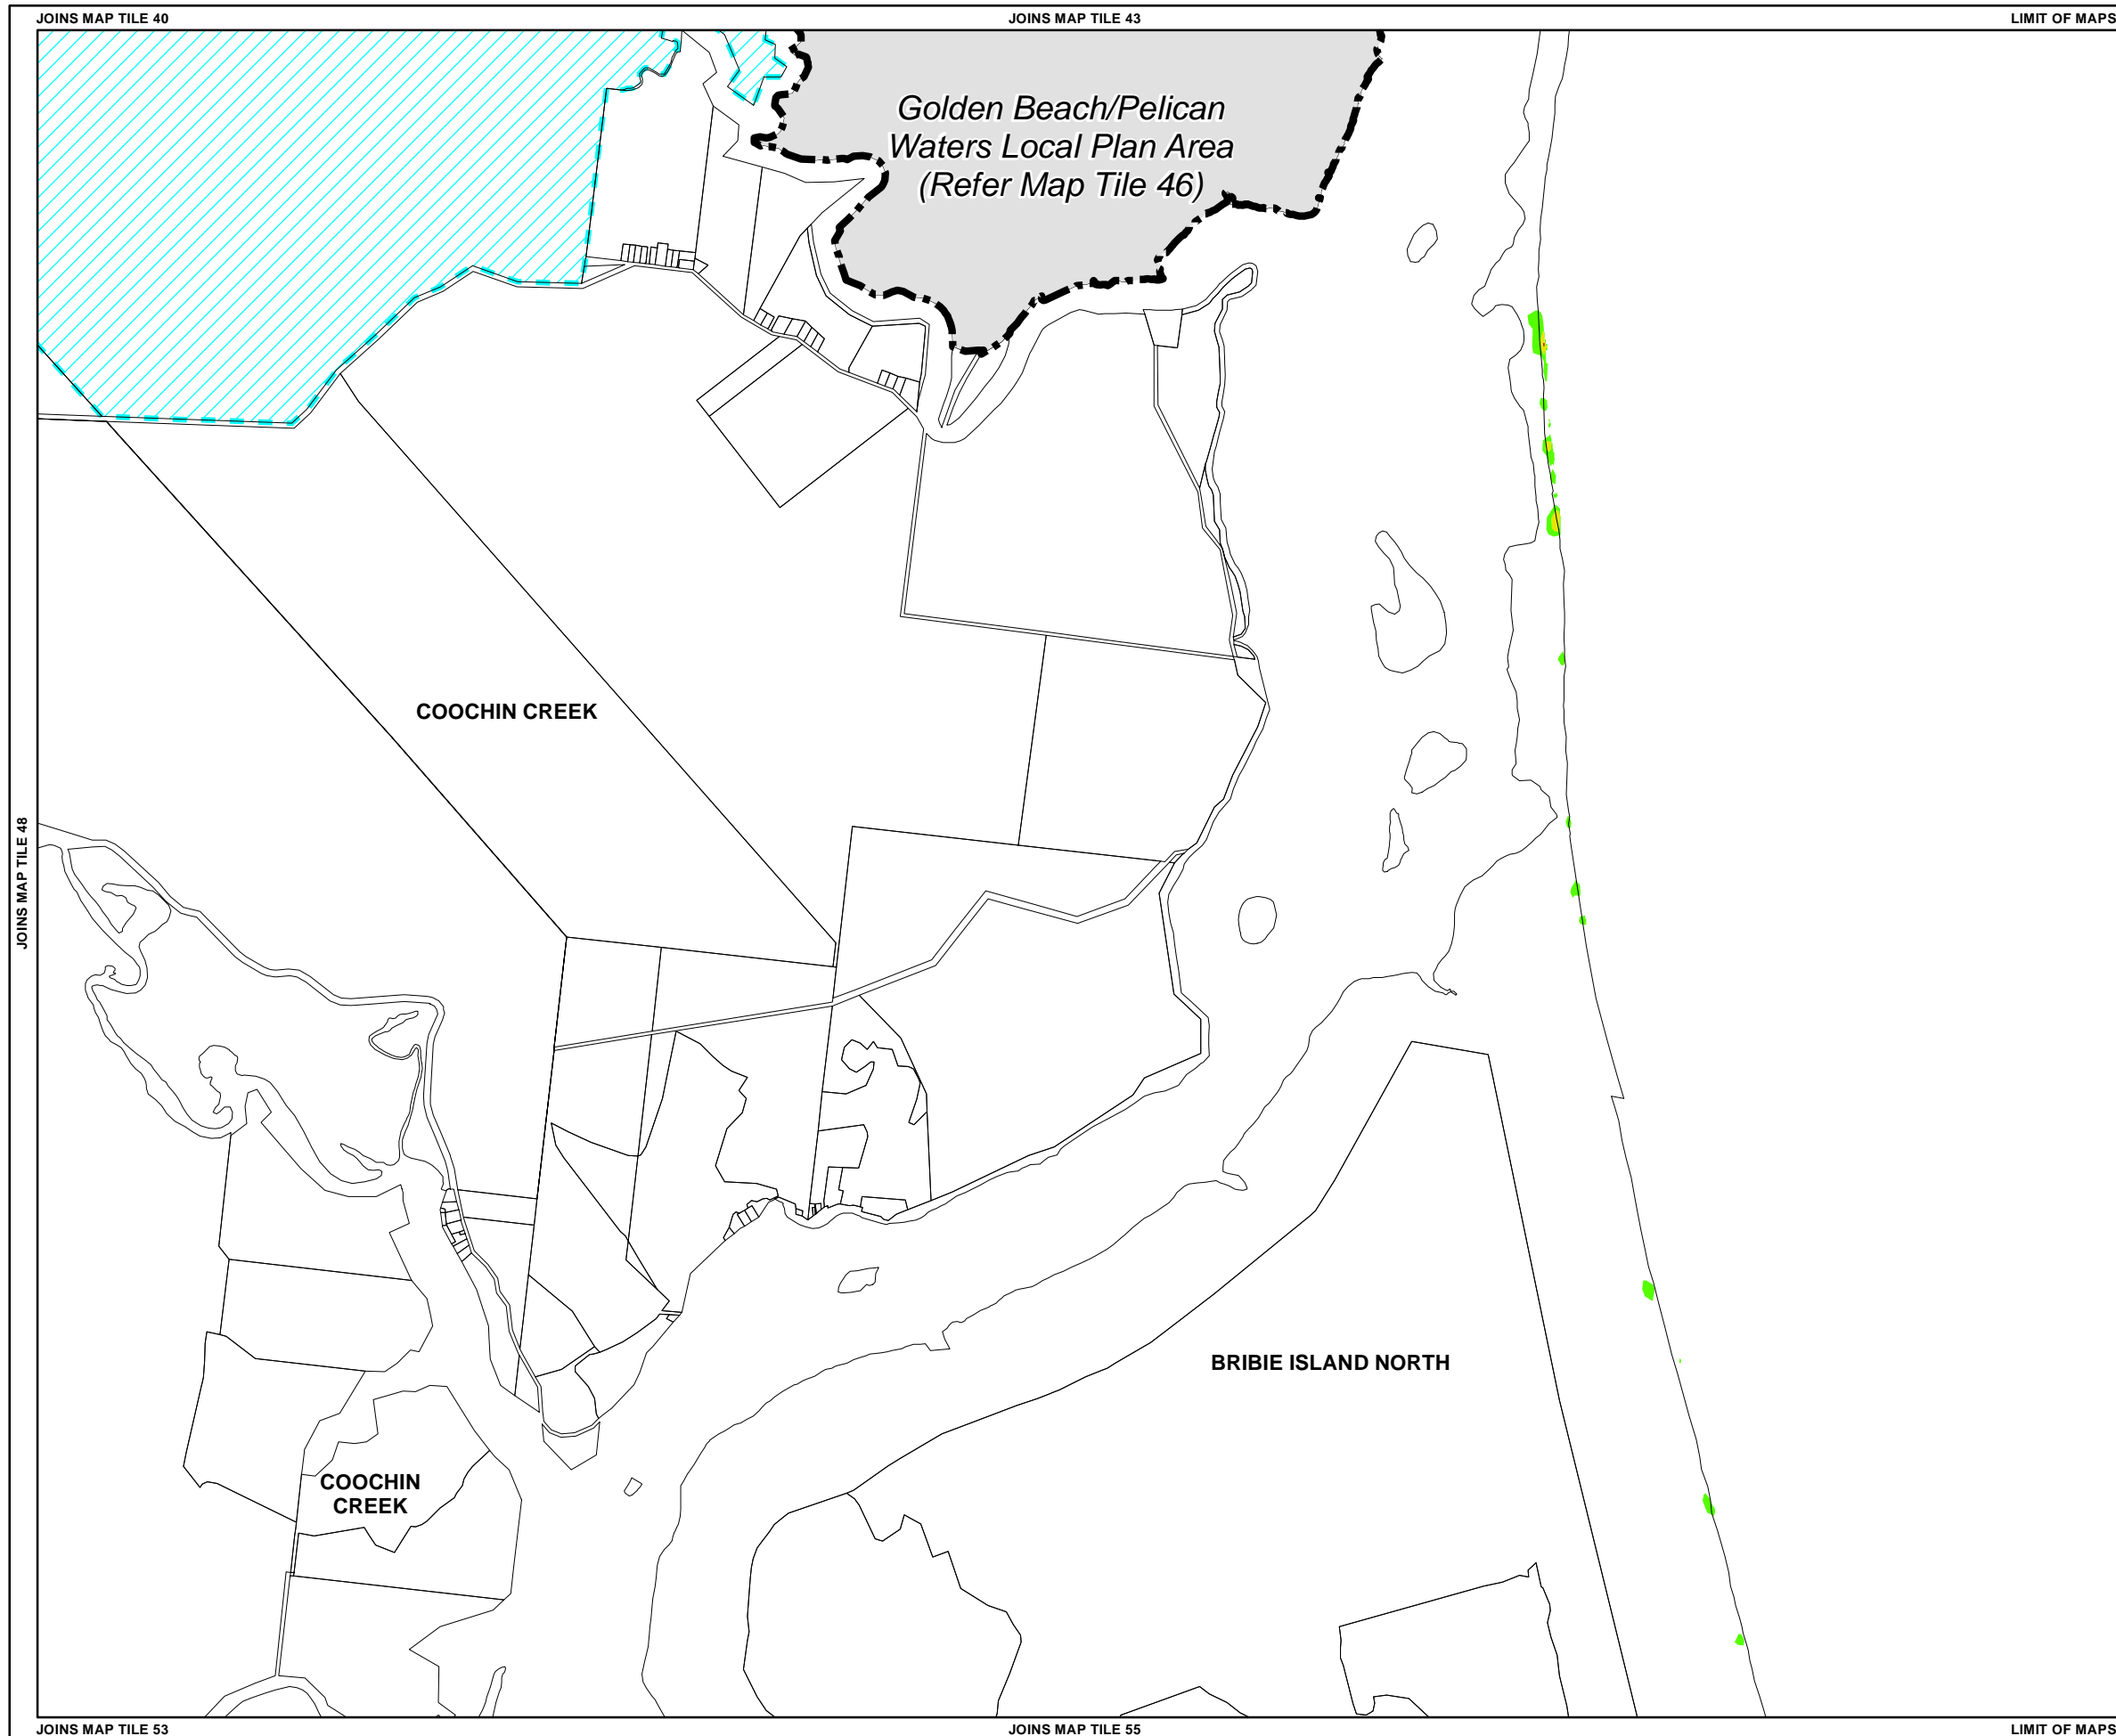 JOINS MAP TILE 40
JOINS MAP TILE 43
LIMIT OF MAPS
Golden Beach/Pelican
Waters Local Plan Area
(Refer Map Tile 46)
COOCHIN CREEK
JOINS MAP TILE 48
BRIBIE ISLAND NORTH
COOCHIN
CREEK
JOINS MAP TILE 53
JOINS MAP TILE 55
LIMIT OF MAPS